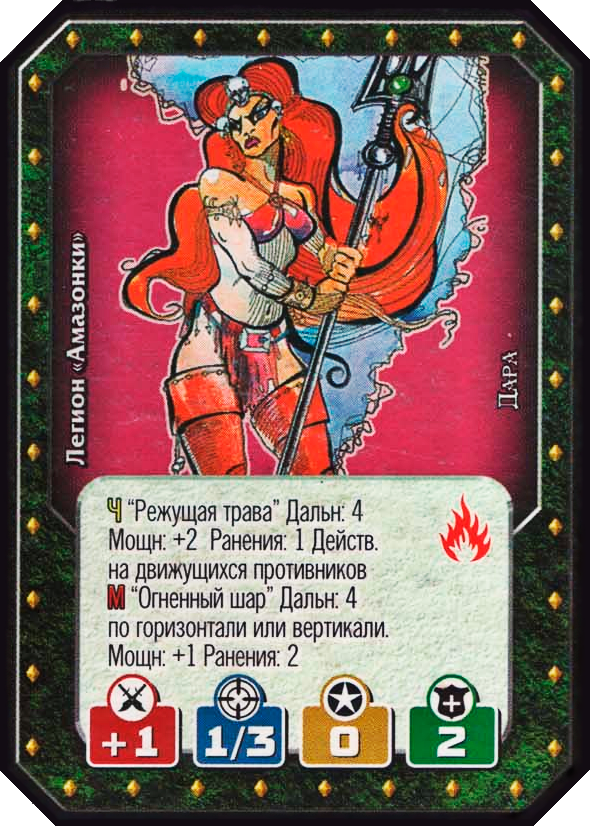 Легион «Амазонки»
Дара
Ч “Режущая трава” Дальн: 4
Мощн: +2 Ранения: 1 Действ.
на движущихся противников
М “Огненный шар” Дальн: 4
по горизонтали или вертикали.
Мощн: +1 Ранения: 2
+1 1/3 0 2